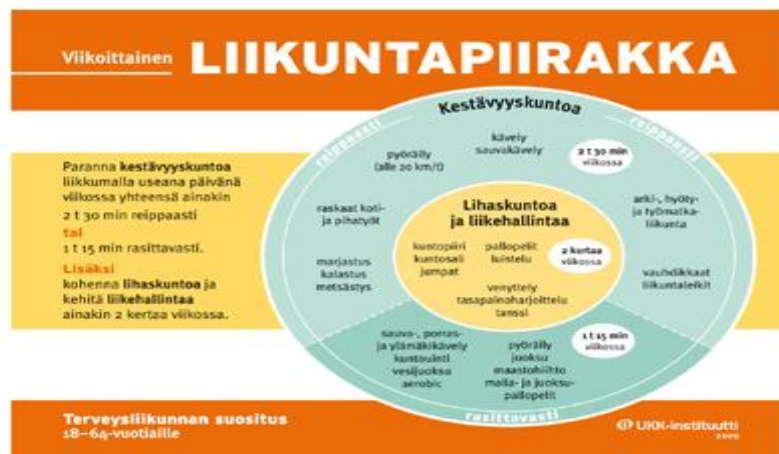 Viikoittainen LIIKUNTAPIIRAKKA
Paranna kestävyyskuntoa
liikkumalla useana päivänä
viikossa yhteensä ainakin
2 t 30 min reippaasti
tai
1 t 15 min rasittavasti.
Lisäksi
kohenna lihaskuntoa ja
kehitä liikehallintaa
ainakin 2 kertaa viikossa.
Kestävyyskuntoa
reippaasti
reippaasti
kävely
sauvakävely
2 t 30 min
viikossa
pyöräily
(alle 20 km/t)
raskaat koti-
ja pihatyöt
marjastus
kalastus
metsästys
arki-, hyöty-
ja työmatka-
liikunta
vauhdikkaat
liikuntaleikit
Lihaskuntoa
ja liikehallintaa
kuntopiiri
kuntosali
jumpat
pallopelit
luistelu
2 kertaa
viikossa
venyttely
tasapainoharjoittelu
tanssi
sauva-, porras-
ja ylämäkikävely
kuntouinti
vesijuoksu
aerobic
pyöräily
juoksu
maastohiihto
maila- ja juoksu-
pallopelit
1 t 15 min
viikossa
rasittavasti
Terveysliikunnan suositus
18–64-vuotiaille
UKK-instituutti
2009